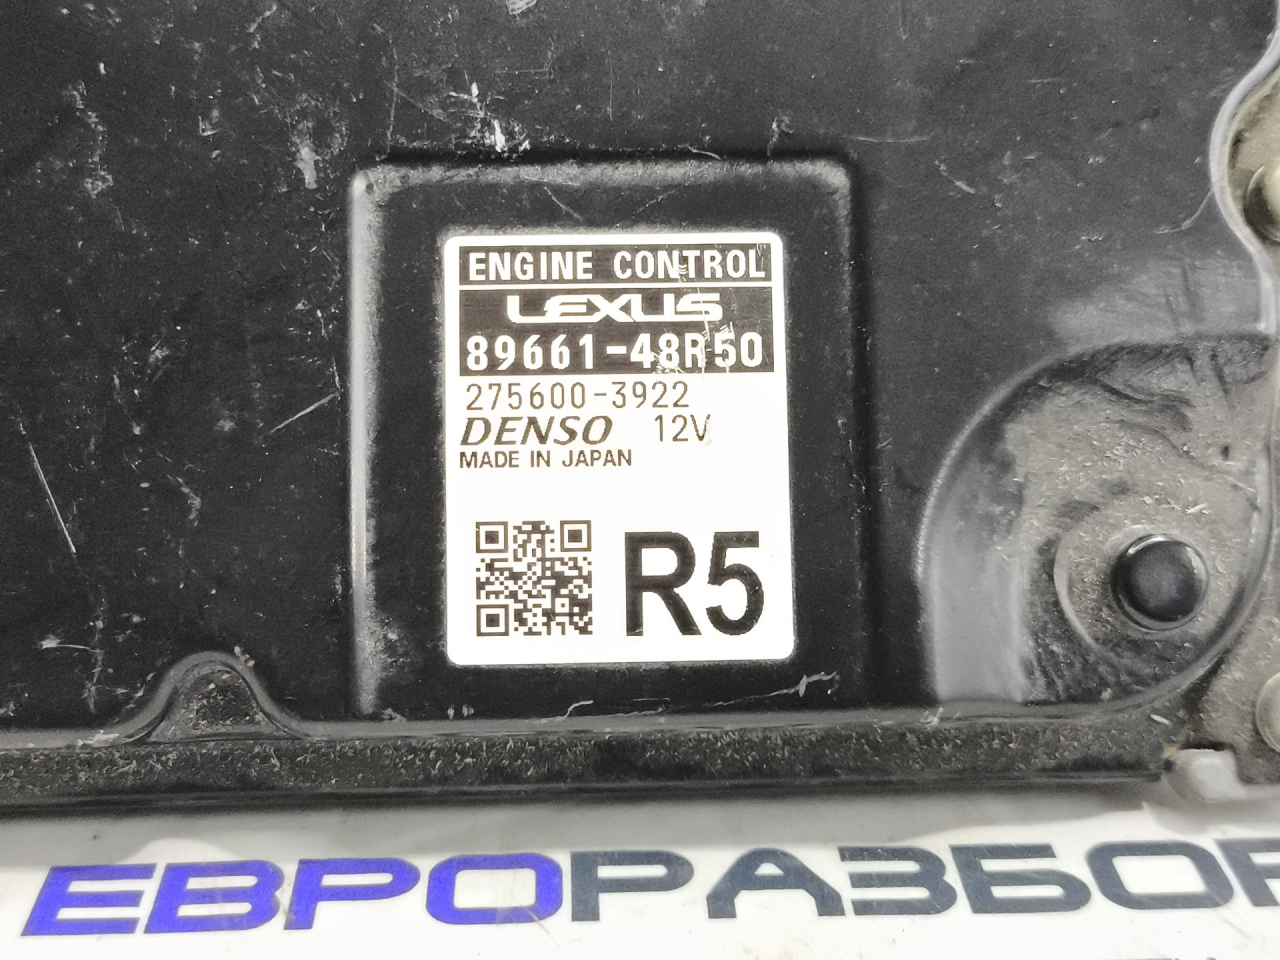 ENGINE CONTROL
LEXUS
89661-48R50
275600-3922
DENSO 12V
MADE IN JAPAN
R5
ЕВРОРАЗБОР